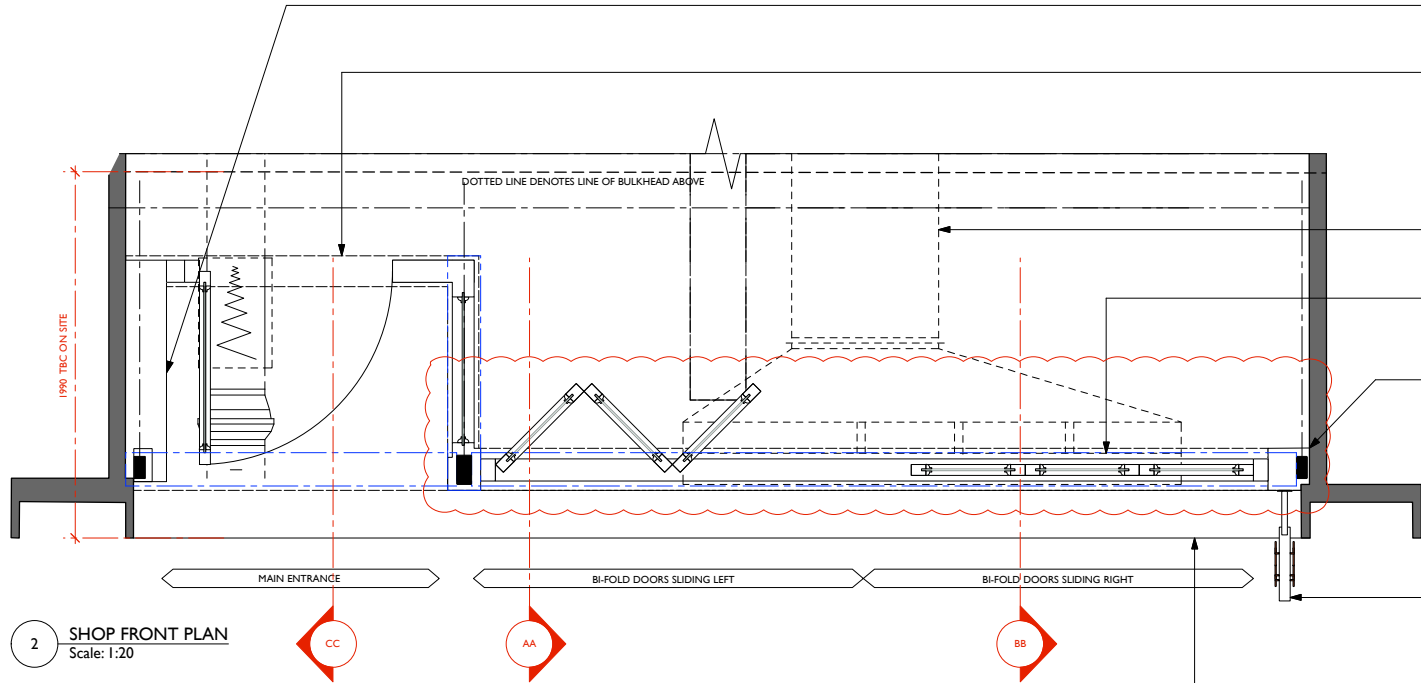 DOTTED LINE DENOTES LINE OF BULKHEAD ABOVE
1990 TBC ON SITE
MAIN ENTRANCE
BI-FOLD DOORS SLIDING LEFT
BI-FOLD DOORS SLIDING RIGHT
2
SHOP FRONT PLAN
Scale: 1:20
CC
AA
BB